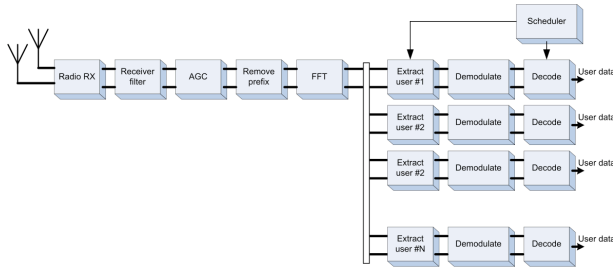 Scheduler
Radio RX
Receiver
filter
AGC
Remove
prefix
FFT
Extract
user #1
Demodulate
Decode
User data
Extract
user #2
Demodulate
Decode
User data
Extract
user #2
Demodulate
Decode
User data
Extract
user #N
Demodulate
Decode
User data